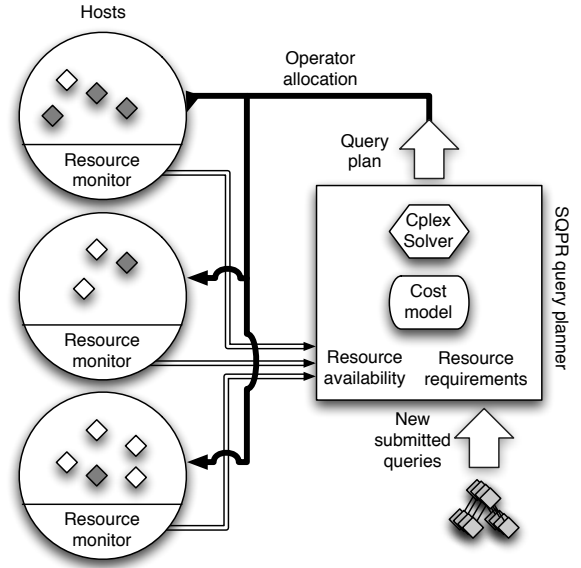 Hosts
Operator
allocation
Resource
monitor
Query
plan
Cplex
Solver
SQPR query planner
Cost
model
Resource
monitor
Resource
availability
Resource
requirements
New
submitted
queries
Resource
monitor